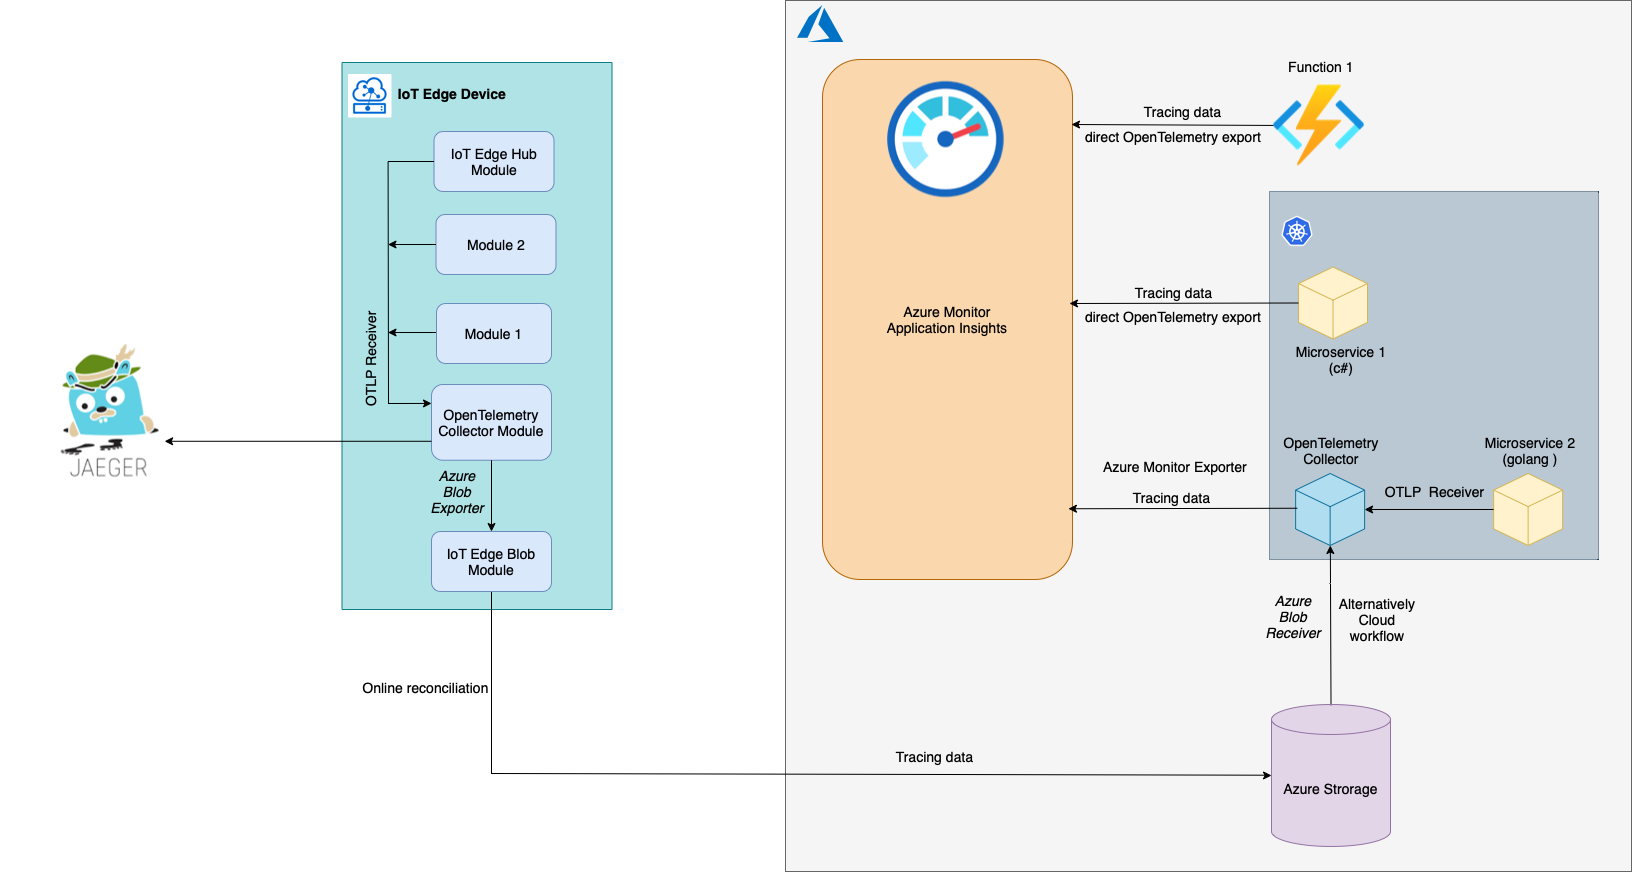 IoT Edge Device
IoT Edge Hub
Module
Module 2
Module 1
OTLP Receiver
OpenTelemetry
Collector Module
JAEGER
Azure
Blob
Exporter
IoT Edge Blob
Module
Online reconciliation
Tracing data
Azure Monitor
Application Insights
Function 1
Tracing data
direct OpenTelemetry export
Tracing data
direct OpenTelemetry export
Microservice 1
(c#)
OpenTelemetry
Collector
Microservice 2
(golang )
Azure Monitor Exporter
Tracing data
OTLP  Receiver
Azure
Blob
Receiver
Alternatively
Cloud
workflow
Azure Strorage